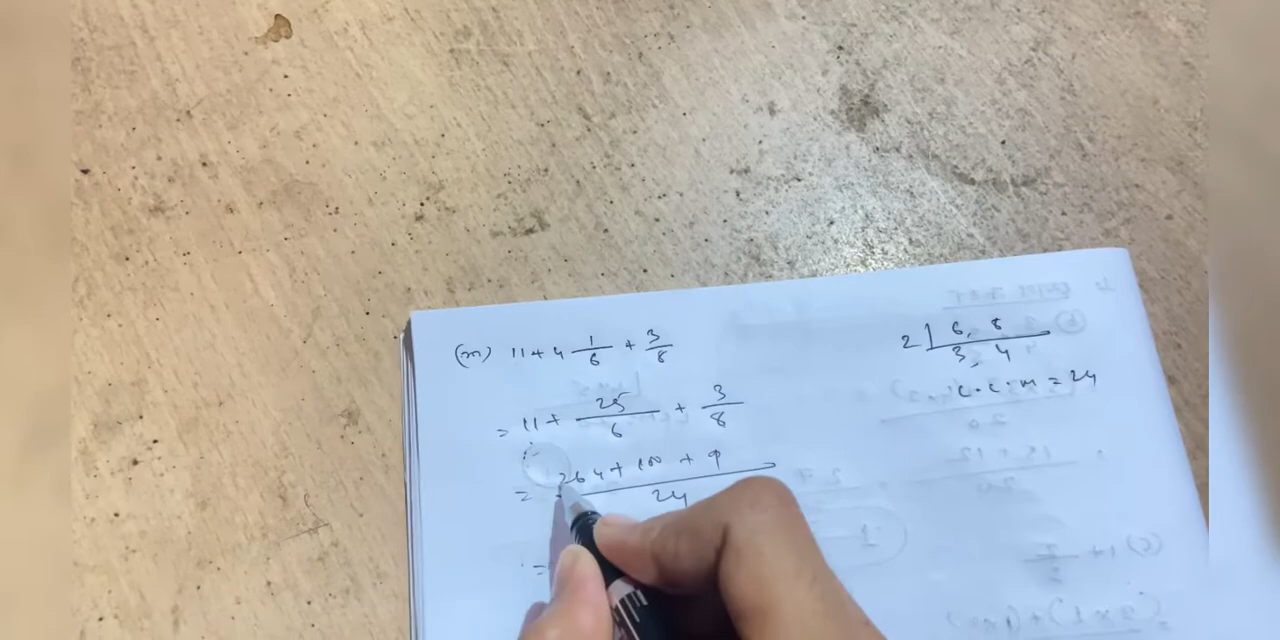 (m) 11 + 4 1/6 + 3/8
= 11 + 25/6 + 3/8
= 264 + 100 + 9 / 24
=
2 | 6, 8
3, 4
L.C.M = 24